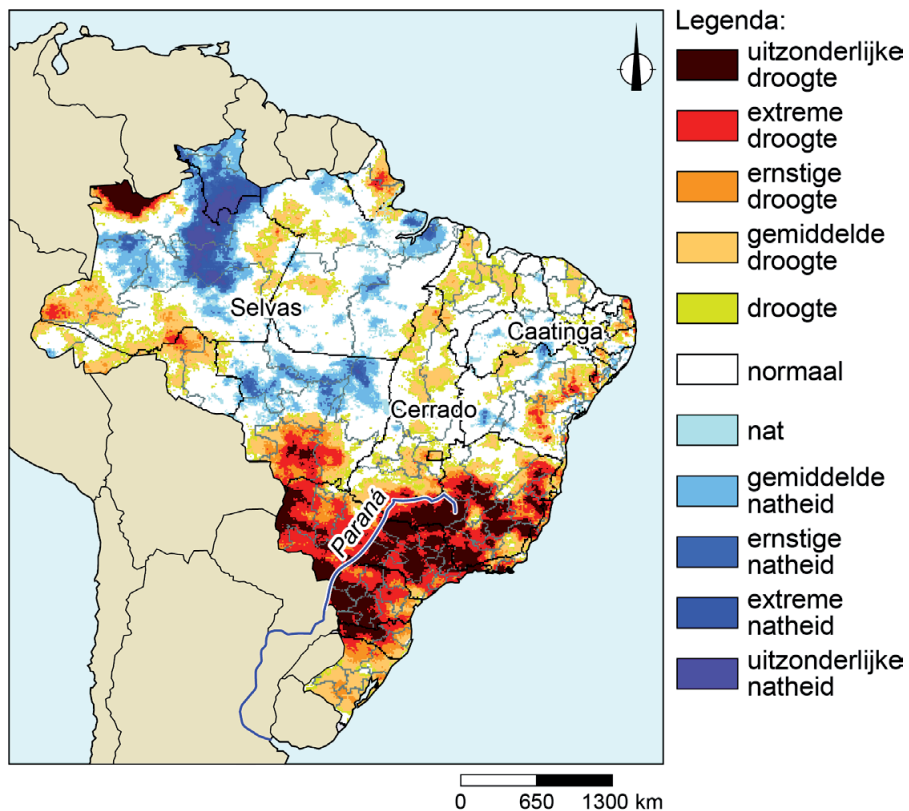 Legenda:
uitzonderlijke
droogte
extreme
droogte
ernstige
droogte
gemiddelde
droogte
droogte
normaal
nat
gemiddelde
natheid
ernstige
natheid
extreme
natheid
uitzonderlijke
natheid
Selvas
Caatinga
Cerrado
Paraná
0 650 1300 km